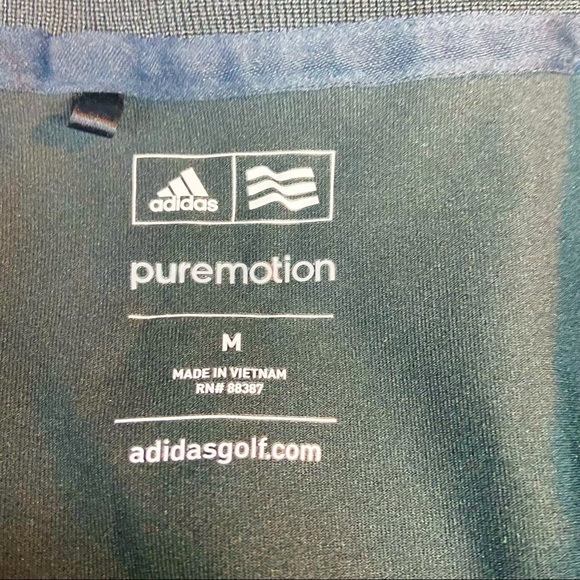 adidas
puremotion
M
MADE IN VIETNAM
RN# 88387
adidasgolf.com